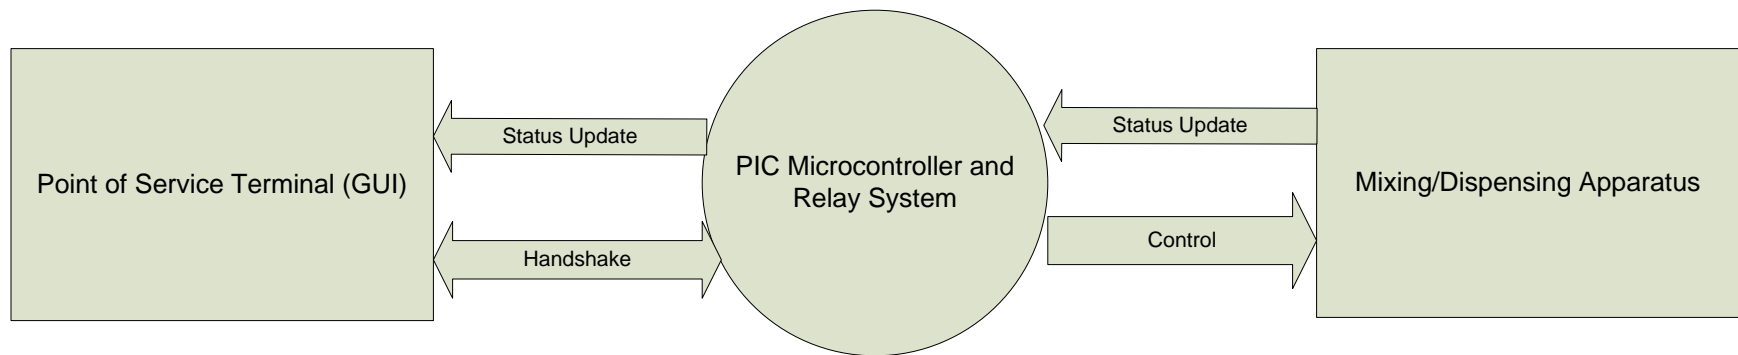 Point of Service Terminal (GUI)
Status Update
Handshake
PIC Microcontroller and
Relay System
Status Update
Control
Mixing/Dispensing Apparatus